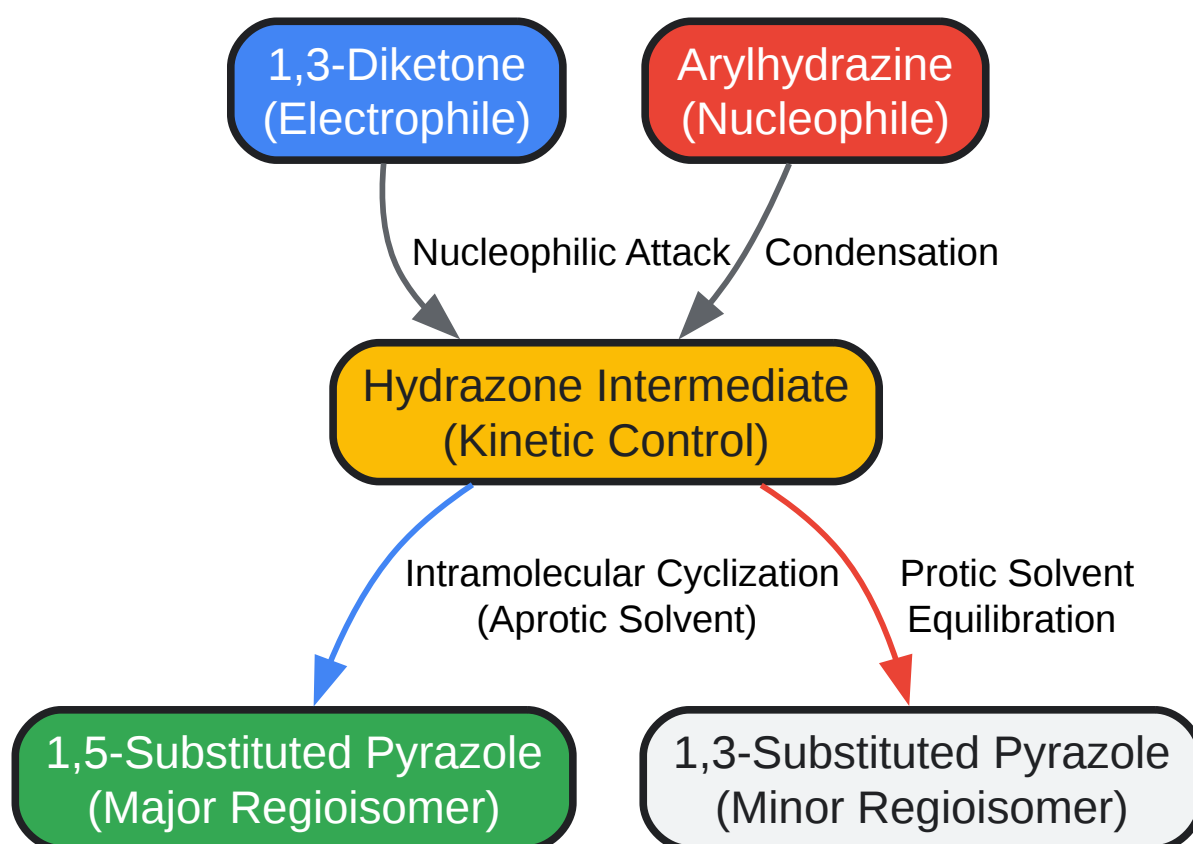 1,3-Diketone
(Electrophile)
Arylhydrazine
(Nucleophile)
Nucleophilic Attack
Condensation
Hydrazone Intermediate
(Kinetic Control)
Intramolecular Cyclization
(Aprotic Solvent)
Protic Solvent
Equilibration
1,5-Substituted Pyrazole
(Major Regioisomer)
1,3-Substituted Pyrazole
(Minor Regioisomer)